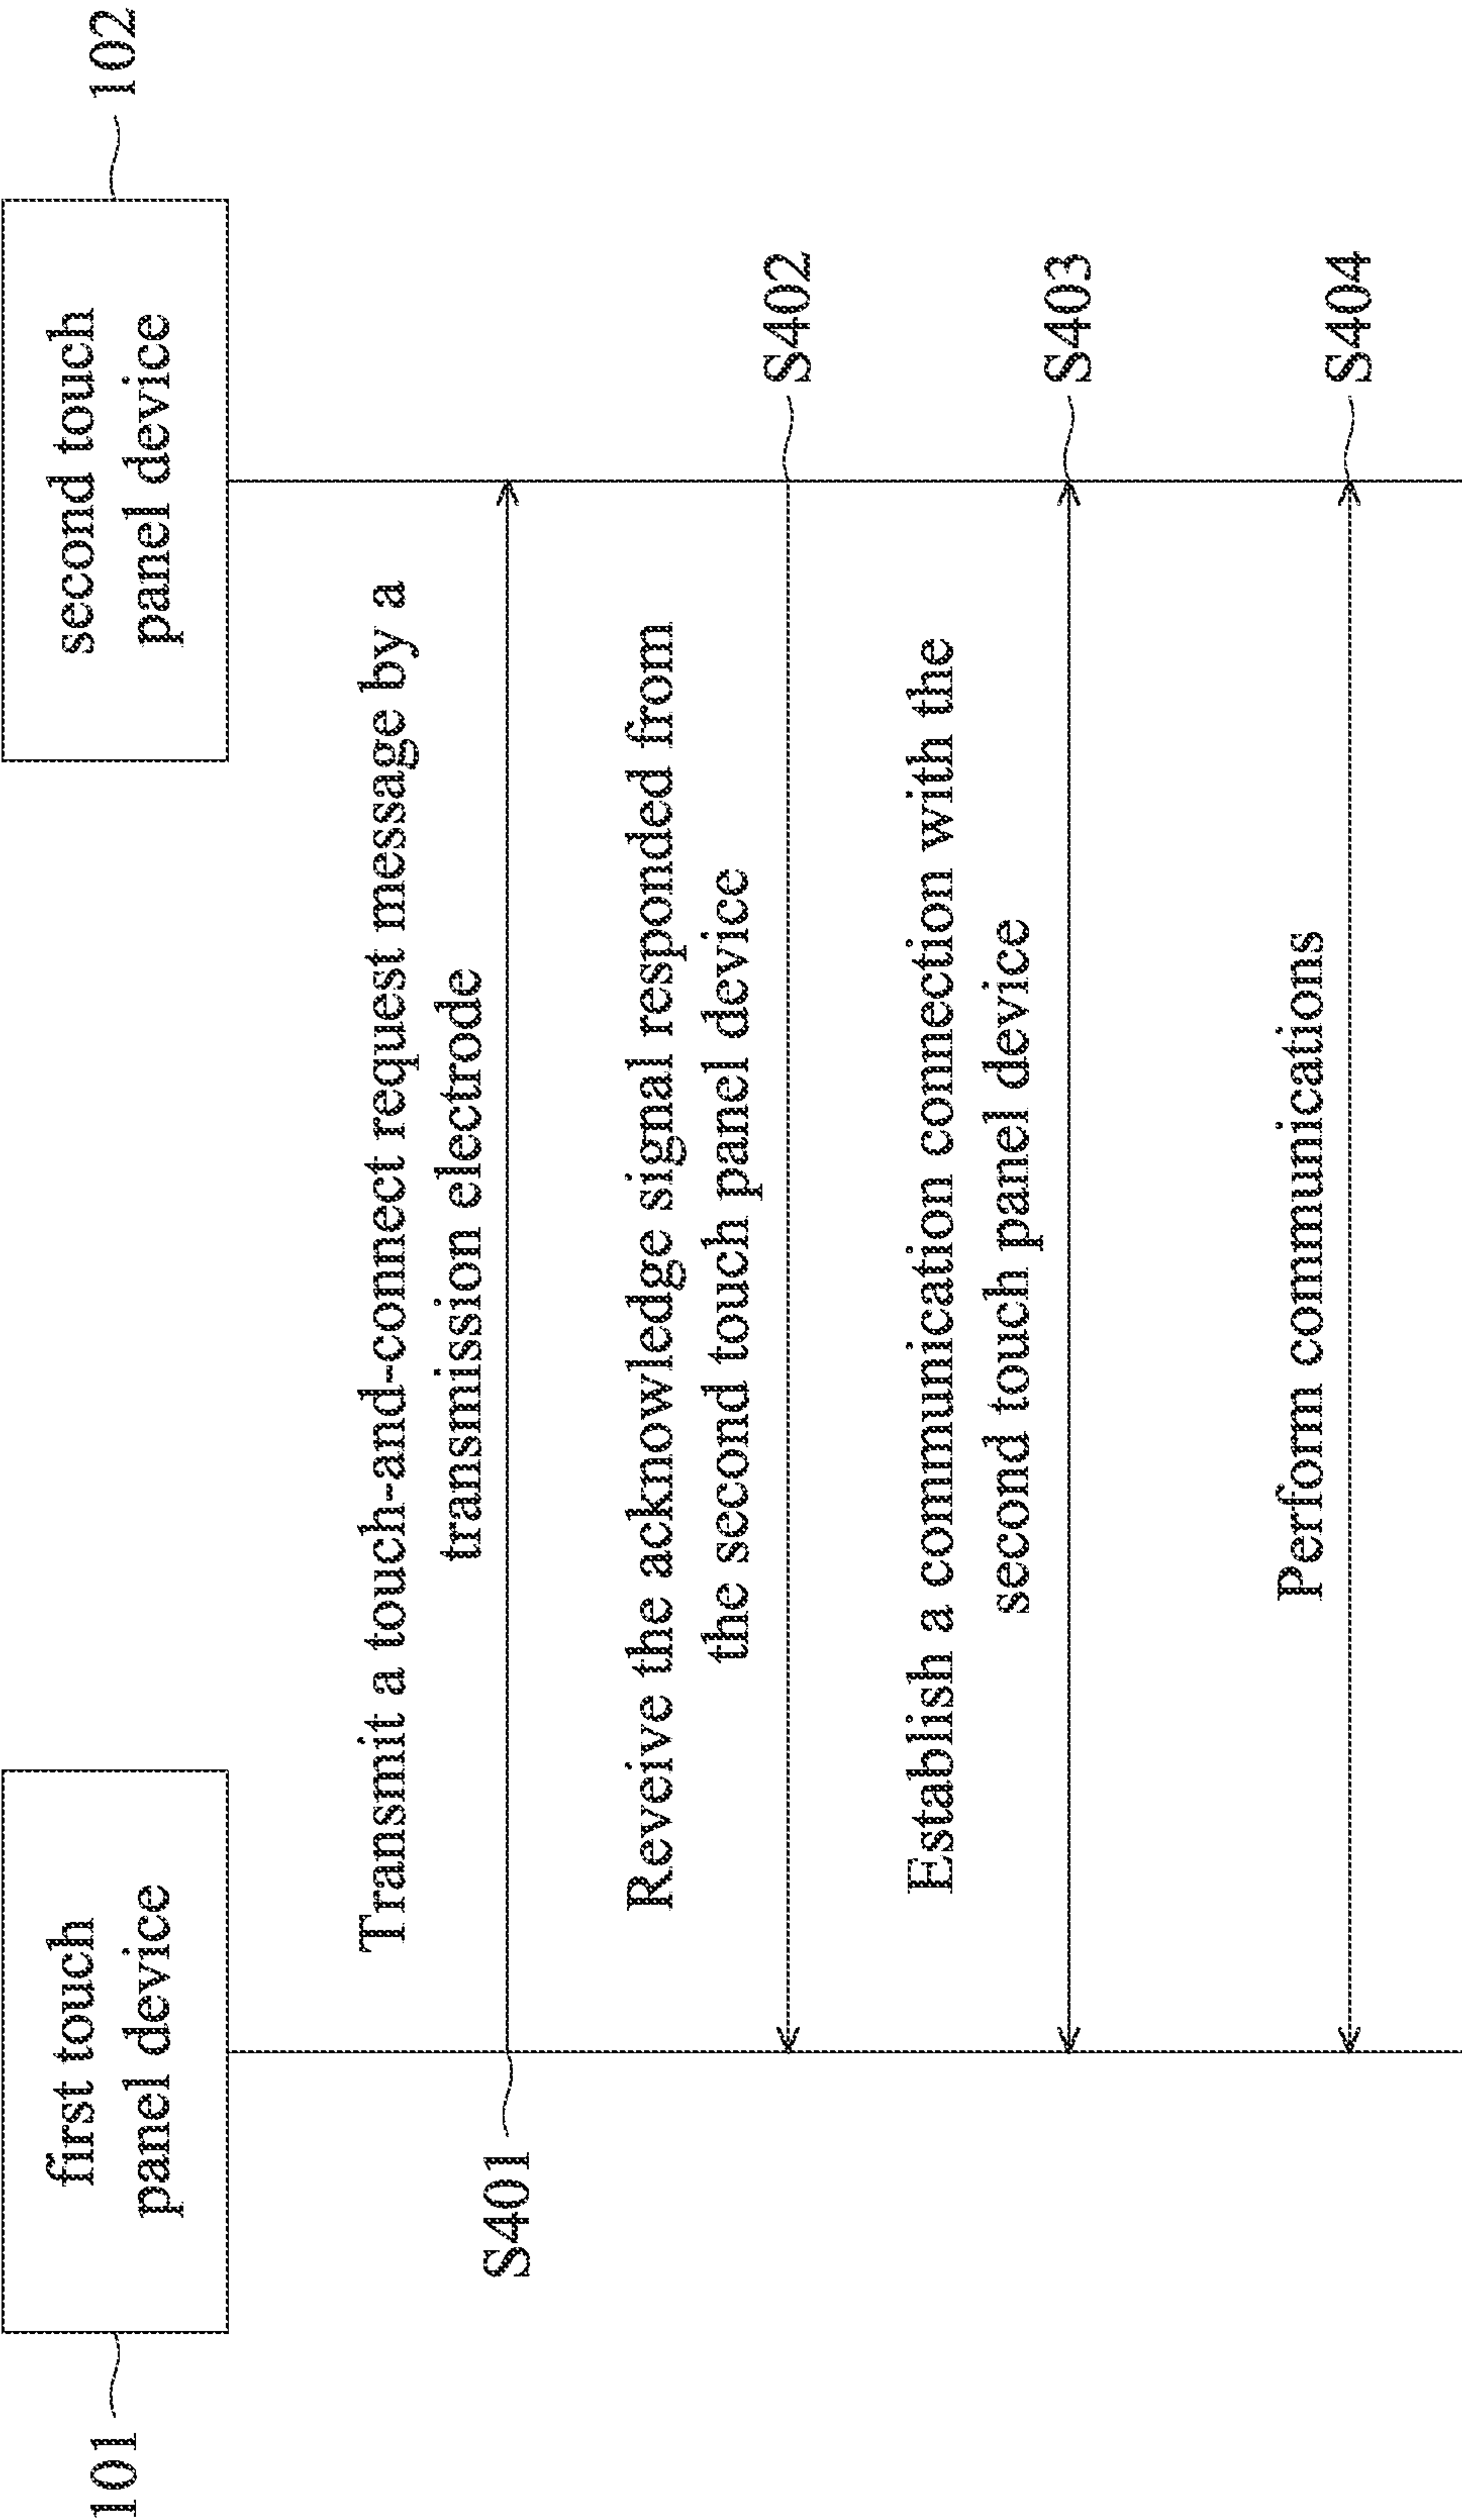 101
first touch
panel device
second touch
panel device
102
Transmit a touch-and-connect request message by a
transmission electrode
S401
Reveive the acknowledge signal responded from
the second touch panel device
S402
Establish a communication connection with the
second touch panel device
S403
Perform communications
S404